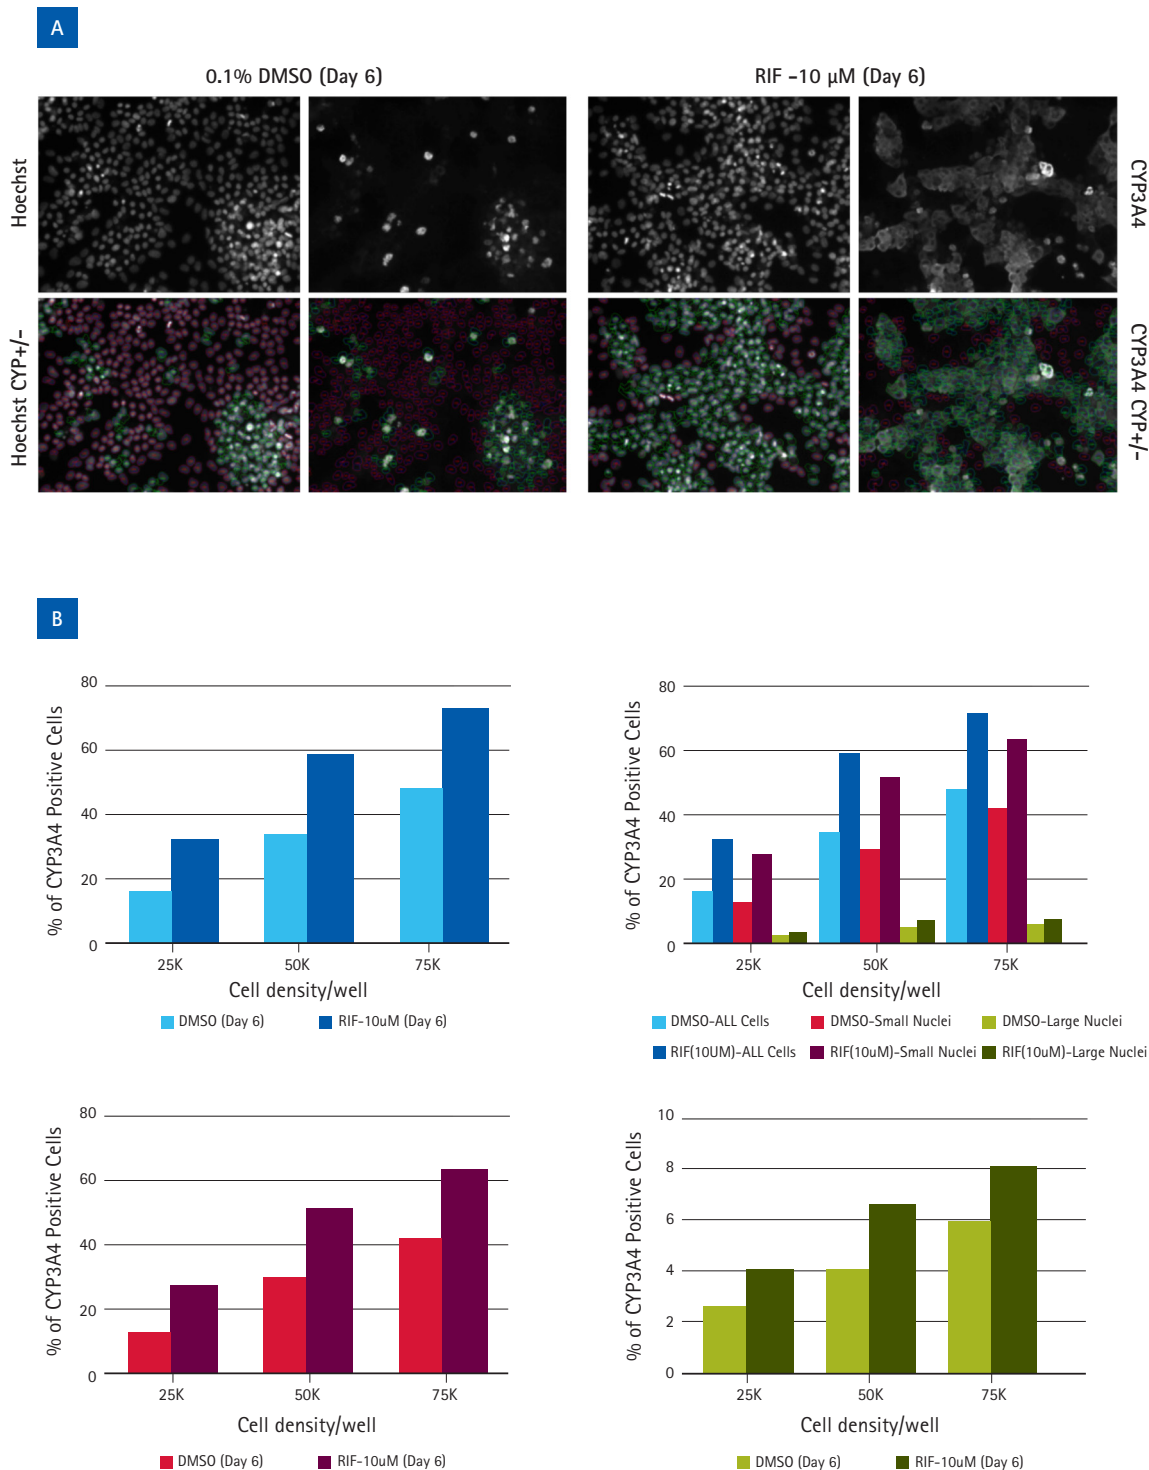 A
0.1% DMSO (Day 6)
RIF -10 µM (Day 6)
Hoechst
CYP3A4
Hoechst CYP+/-
CYP3A4 CYP+/-
B
% of CYP3A4 Positive Cells
80
60
40
20
0
25K 50K 75K
Cell density/well
DMSO (Day 6) RIF-10uM (Day 6)
% of CYP3A4 Positive Cells
80
60
40
20
0
25K 50K 75K
Cell density/well
DMSO-ALL Cells DMSO-Small Nuclei DMSO-Large Nuclei
RIF(10UM)-ALL Cells RIF(10uM)-Small Nuclei RIF(10uM)-Large Nuclei
% of CYP3A4 Positive Cells
80
60
40
20
0
25K 50K 75K
Cell density/well
DMSO (Day 6) RIF-10uM (Day 6)
% of CYP3A4 Positive Cells
10
8
6
4
2
0
25K 50K 75K
Cell density/well
DMSO (Day 6) RIF-10uM (Day 6)